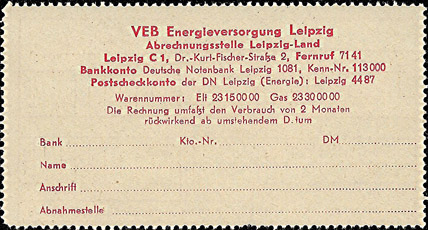 VEB Energieversorgung Leipzig
Abrechnungsstelle Leipzig-Land
Leipzig C 1, Dr.-Kurt-Fischer-Straße 2, Fernruf 7141
Bankkonto Deutsche Notenbank Leipzig 1081, Kenn-Nr. 113000
Postscheckkonto der DN Leipzig (Energie): Leipzig 4487
Warennummer: Elt 23150000 Gas 23300000
Die Rechnung umfaßt den Verbrauch von 2 Monaten
rückwirkend ab umstehendem D.tum
Bank Kto.-Nr. DM
Name
Anschrift
Abnahmestelle